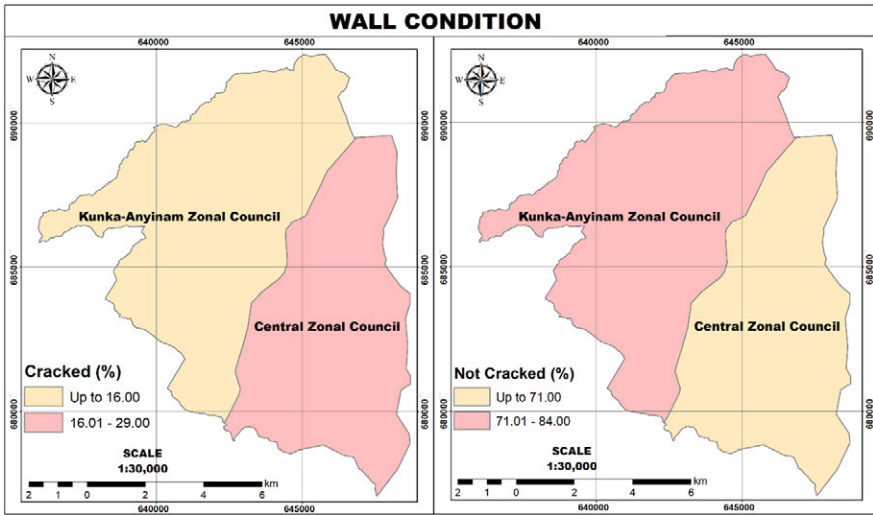 WALL CONDITION
640000 645000
N
W E
S
690000
Kunka-Anyinam Zonal Council
685000
Central Zonal Council
Cracked (%)
Up to 16.00
16.01 - 29.00
680000
SCALE
1:30,000
km
2 1 0 2 4 6
640000 645000
640000 645000
N
W E
S
690000 690000
Kunka-Anyinam Zonal Council
685000 685000
Central Zonal Council
Not Cracked (%)
Up to 71.00
71.01 - 84.00
680000 680000
SCALE
1:30,000
km
2 1 0 2 4 6
640000 645000